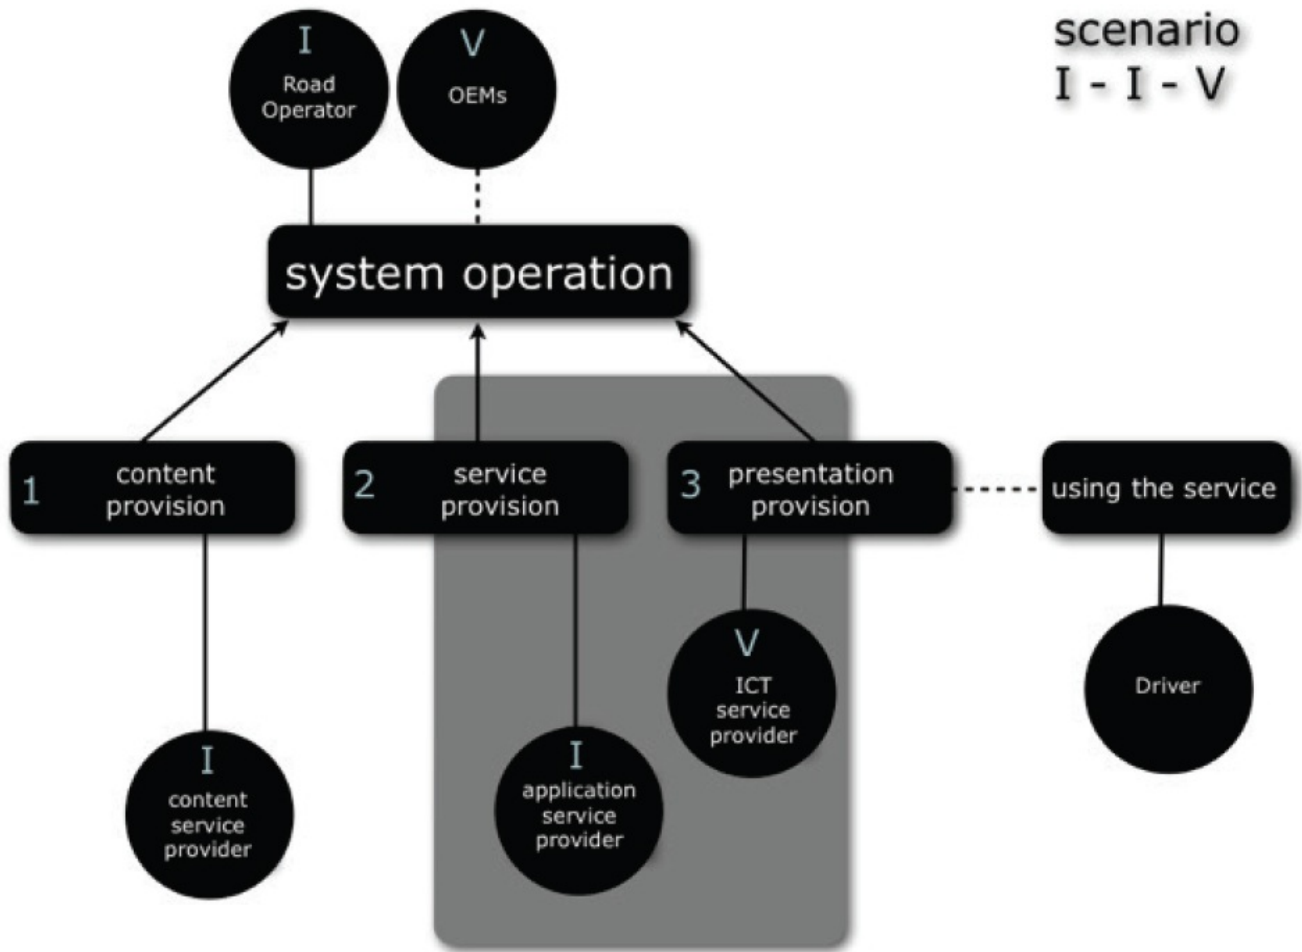 scenario
I - I - V
I
Road
Operator
V
OEMs
system operation
1
content
provision
2
service
provision
3
presentation
provision
using the service
I
content
service
provider
I
application
service
provider
V
ICT
service
provider
Driver